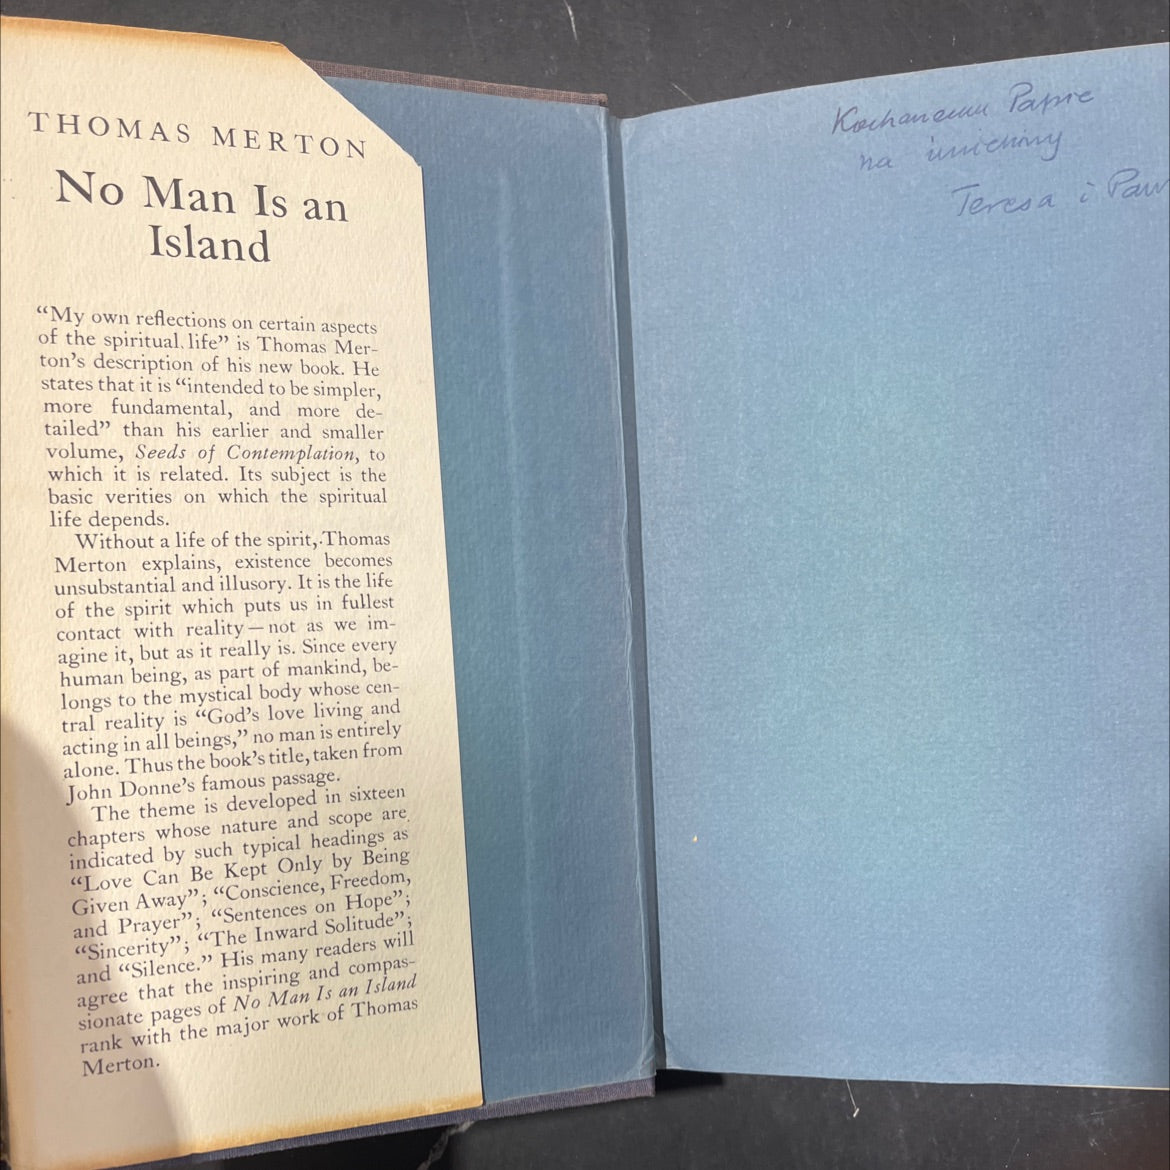 THOMAS MERTON
No Man Is an
Island
“My own reflections on certain aspects
of the spiritual life” is Thomas Mer-
ton’s description of his new book. He
states that it is “intended to be simpler,
more fundamental, and more de-
tailed” than his earlier and smaller
volume, Seeds of Contemplation, to
which it is related. Its subject is the
basic verities on which the spiritual
life depends.
Without a life of the spirit, Thomas
Merton explains, existence becomes
unsubstantial and illusory. It is the life
of the spirit which puts us in fullest
contact with reality—not as we im-
agine it, but as it really is. Since every
human being, as part of mankind, be-
longs to the mystical body whose cen-
tral reality is “God’s love living and
acting in all beings,” no man is entirely
alone. Thus the book’s title, taken from
John Donne’s famous passage.
The theme is developed in sixteen
chapters whose nature and scope are
indicated by such typical headings as
“Love Can Be Kept Only by Being
Given Away”; “Conscience, Freedom,
and Prayer”; “Sentences on Hope”;
“Sincerity”; “The Inward Solitude”;
and “Silence.” His many readers will
agree that the inspiring and compas-
sionate pages of No Man Is an Island
rank with the major work of Thomas
Merton.
Kochanemu Papie
na imieniny
Teresa i Paw